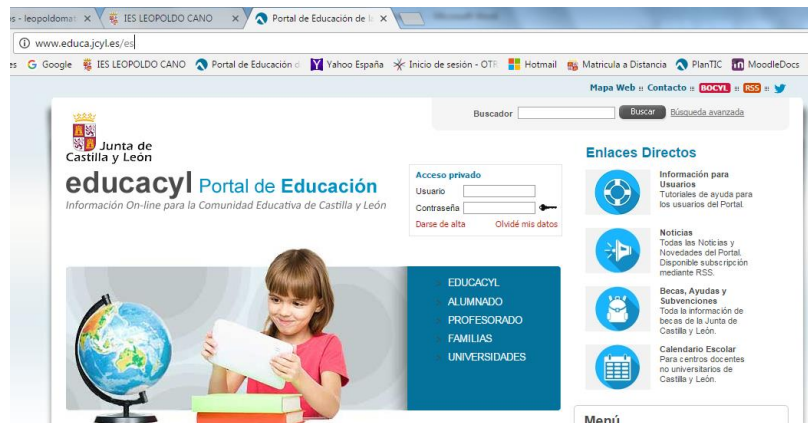 os - leopoldomat
IES LEOPOLDO CANO
Portal de Educación de l
www.educa.jcyl.es/es
es Google IES LEOPOLDO CANO Portal de Educación d Yahoo España Inicio de sesión - OTR Hotmail Matricula a Distancia PlanTIC MoodleDocs
Mapa Web :: Contacto :: BOCYL :: RSS ::
Buscador Buscar Búsqueda avanzada
Junta de
Castilla y León
educacyl Portal de Educación
Información On-line para la Comunidad Educativa de Castilla y León
Acceso privado
Usuario
Contraseña
Darse de alta Olvidé mis datos
EDUCACYL
ALUMNADO
PROFESORADO
FAMILIAS
UNIVERSIDADES
Enlaces Directos
Información para
Usuarios
Tutoriales de ayuda para
los usuarios del Portal.
Noticias
Todas las Noticias y
Novedades del Portal.
Disponible subscripción
mediante RSS.
Becas, Ayudas y
Subvenciones
Toda la información de
becas de la Junta de
Castilla y León.
Calendario Escolar
Para centros docentes
no universitarios de
Castilla y León.
Menú